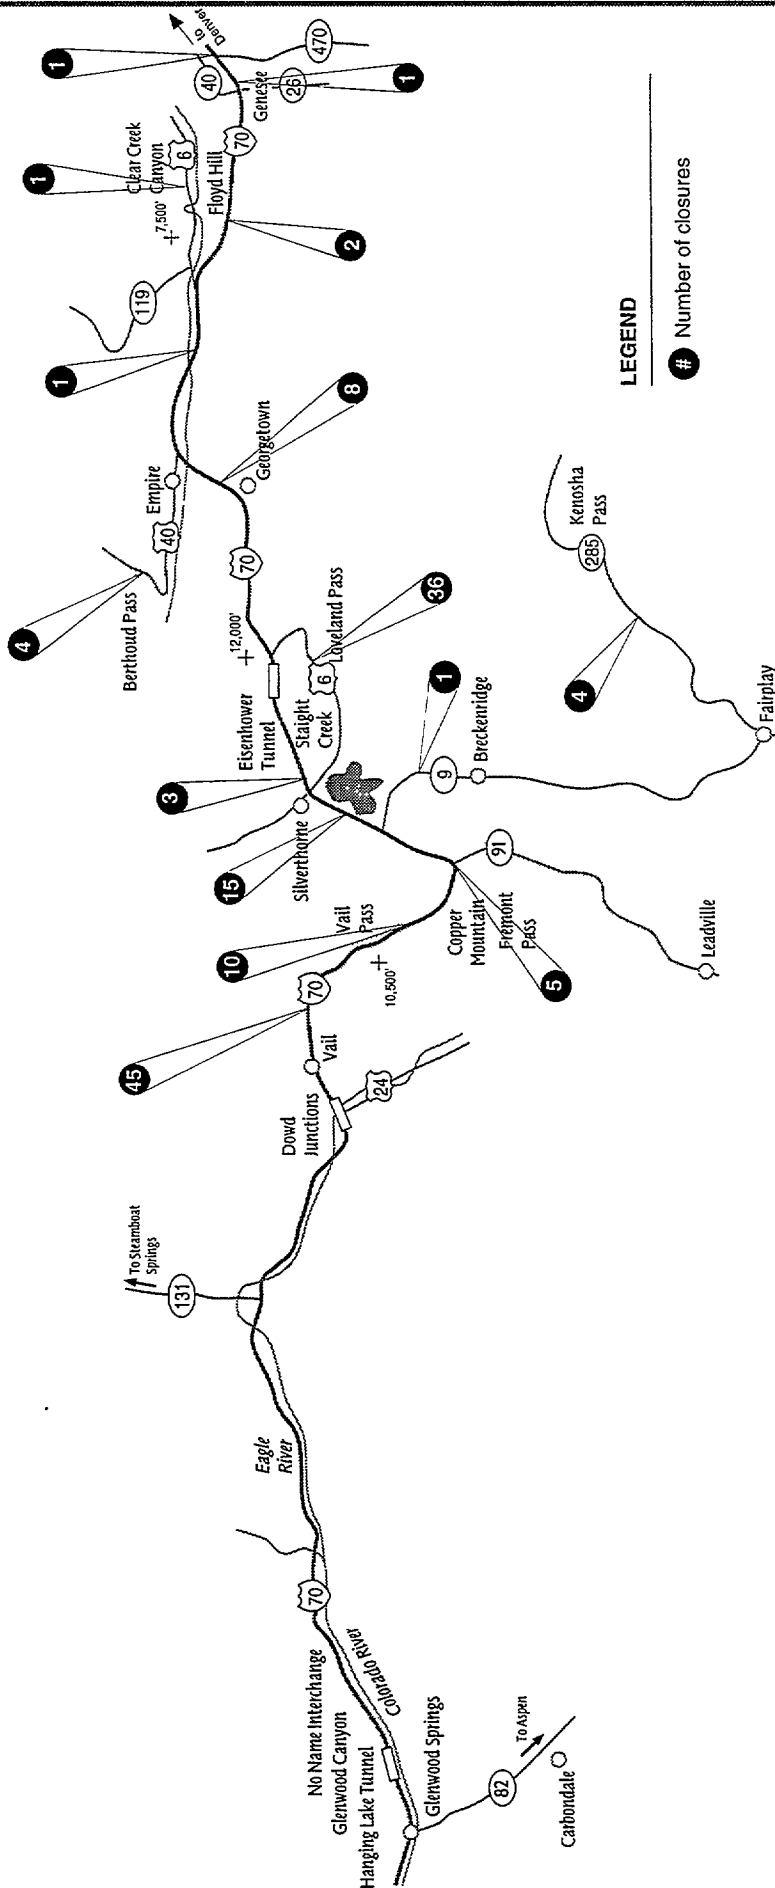 No Name Interchange
Glenwood Canyon
Hanging Lake Tunnel
Glenwood Springs
82
To Aspen
Carbondale
Colorado River
70
Eagle
River
To Steamboat
Springs
131
Dowd
Junctions
24
Vail
45
70
10,500'
Vail
Pass
10
Copper
Mountain
Fremont
Pass
5
91
Leadville
15
Silverthorne
3
Eisenhower
Tunnel
Staight
Creek
6
Loveland Pass
36
12,000'
1
9
Breckenridge
Fairplay
4
285
Kenosha
Pass
Berthoud Pass
4
40
Empire
70
Georgetown
8
1
119
7,500'
Clear Creek
Canyon
6
1
Floyd Hill
2
70
Genesee
40
26
470
1
1
to
Denver
LEGEND
# Number of closures